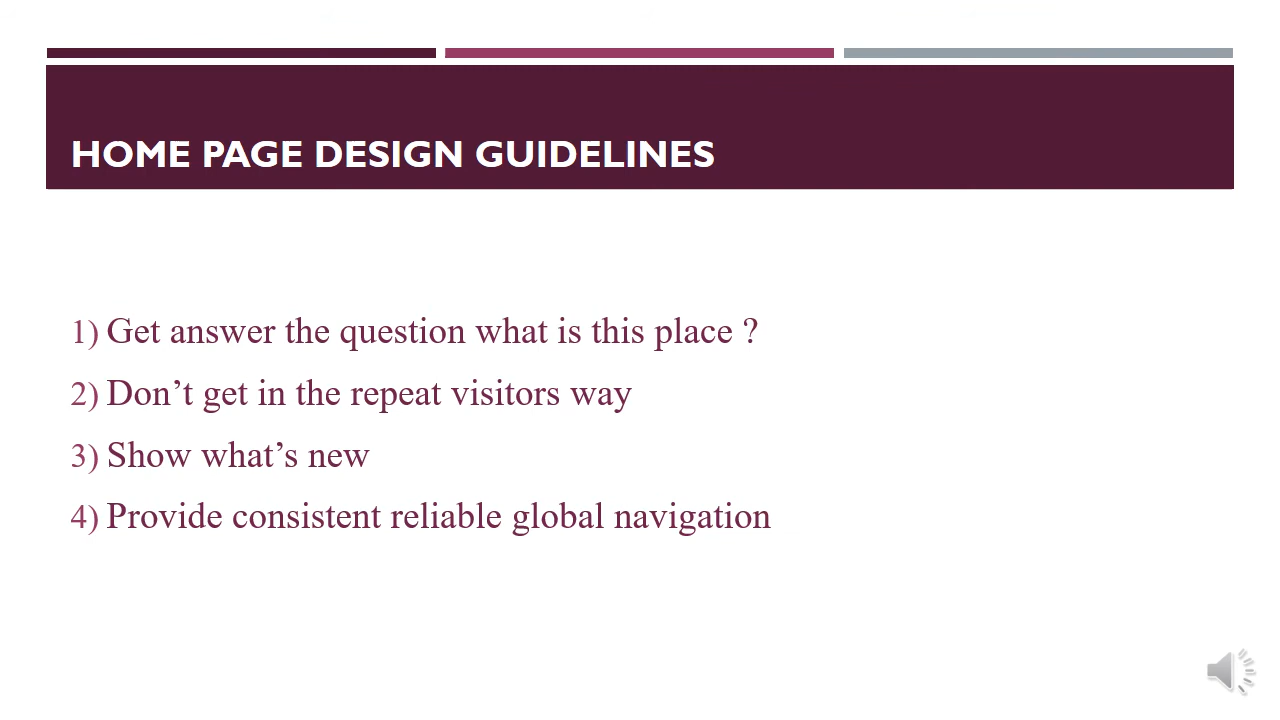 HOME PAGE DESIGN GUIDELINES
1) Get answer the question what is this place ?
2) Don’t get in the repeat visitors way
3) Show what’s new
4) Provide consistent reliable global navigation